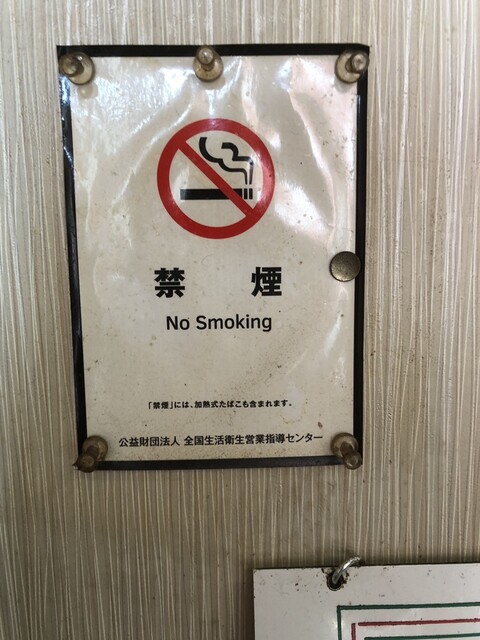 禁 煙
No Smoking
「禁煙」には、加熱式たばこも含まれます。
公益財団法人 全国生活衛生営業指導センター